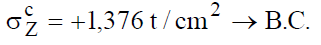 σ_Z^c = +1,376 t / cm² → B.C.